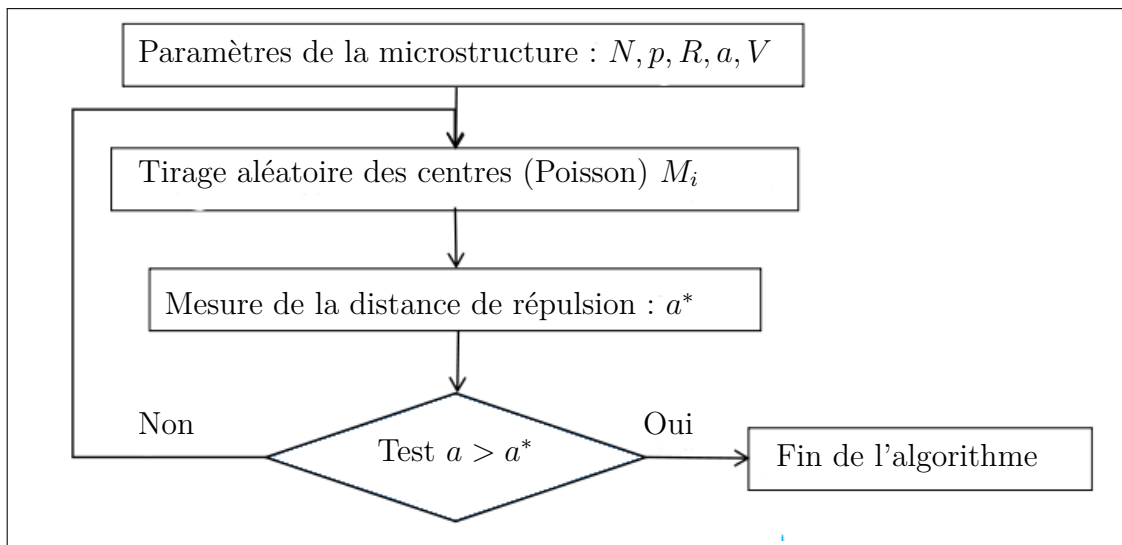 Paramètres de la microstructure : N, p, R, a, V
Tirage aléatoire des centres (Poisson) M_i
Mesure de la distance de répulsion : a*
Non
Test a > a*
Oui
Fin de l'algorithme